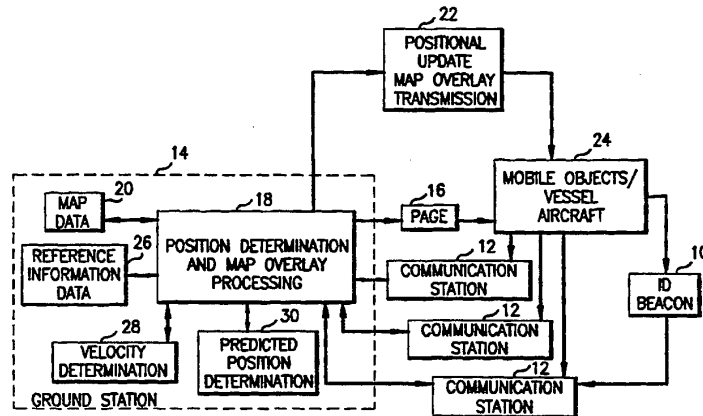 22
POSITIONAL
UPDATE
MAP OVERLAY
TRANSMISSION
14
24
20
18
16
MOBILE OBJECTS/
VESSEL
AIRCRAFT
MAP
DATA
PAGE
26
POSITION DETERMINATION
AND MAP OVERLAY
PROCESSING
12
10
REFERENCE
INFORMATION
DATA
COMMUNICATION
STATION
ID
BEACON
28
30
12
VELOCITY
DETERMINATION
PREDICTED
POSITION
DETERMINATION
COMMUNICATION
STATION
12
COMMUNICATION
STATION
GROUND STATION